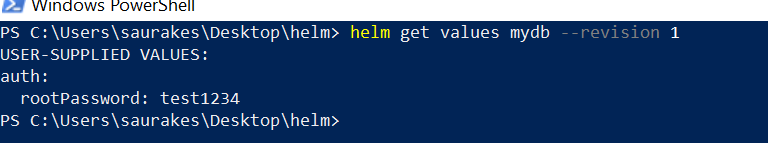 Windows PowerShell
PS C:\Users\saurakes\Desktop\helm> helm get values mydb --revision 1
USER-SUPPLIED VALUES:
auth:
  rootPassword: test1234
PS C:\Users\saurakes\Desktop\helm>